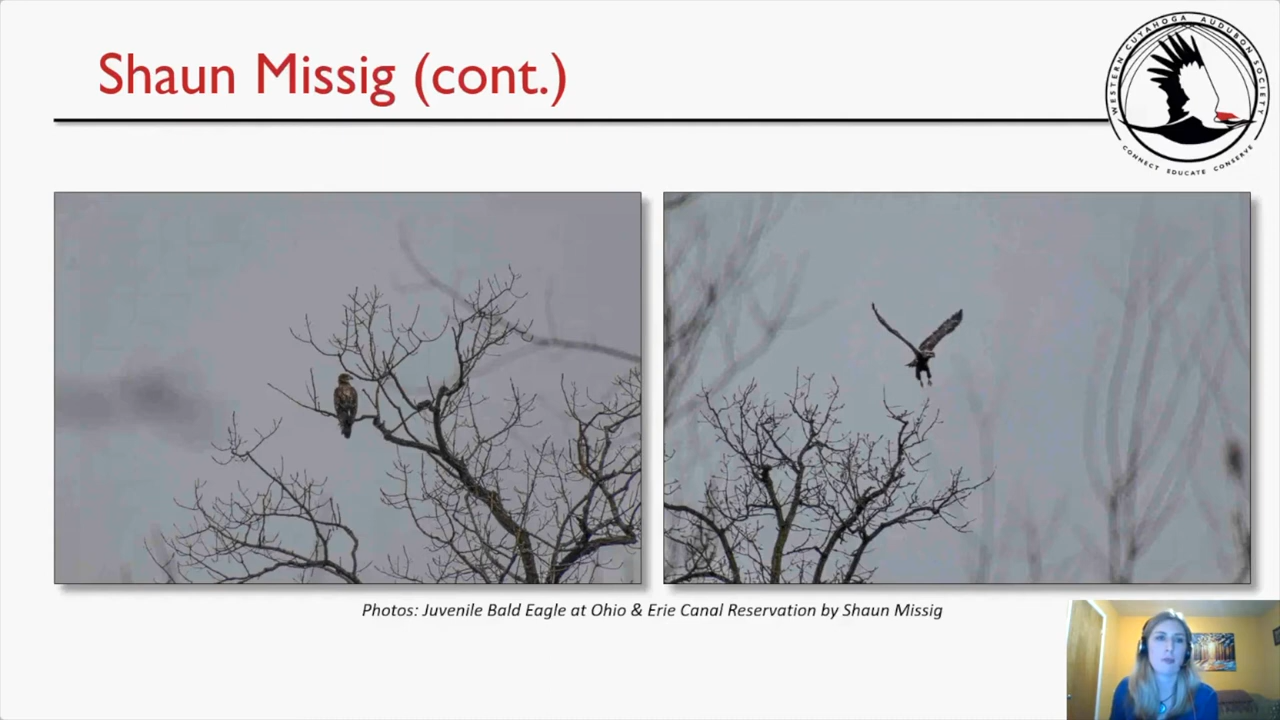 Shaun Missig (cont.)
WESTERN CUYAHOGA AUDUBON SOCIETY
CONNECT EDUCATE CONSERVE
Photos: Juvenile Bald Eagle at Ohio & Erie Canal Reservation by Shaun Missig